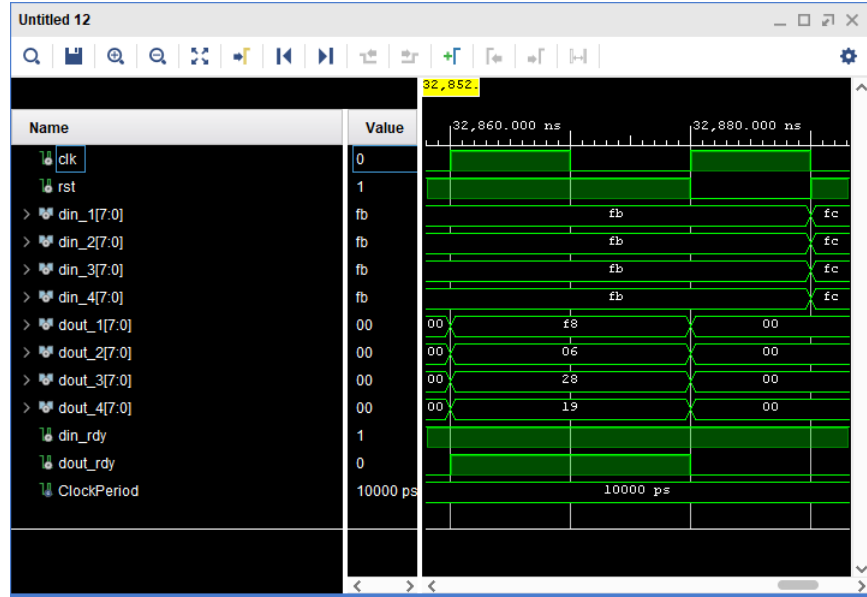 Untitled 12
32,852.
Name Value
32,860.000 ns 32,880.000 ns
clk 0
rst 1
din_1[7:0] fb fb fc
din_2[7:0] fb fb fc
din_3[7:0] fb fb fc
din_4[7:0] fb fb fc
dout_1[7:0] 00 00 f8 00
dout_2[7:0] 00 00 06 00
dout_3[7:0] 00 00 28 00
dout_4[7:0] 00 00 19 00
din_rdy 1
dout_rdy 0
ClockPeriod 10000 ps 10000 ps